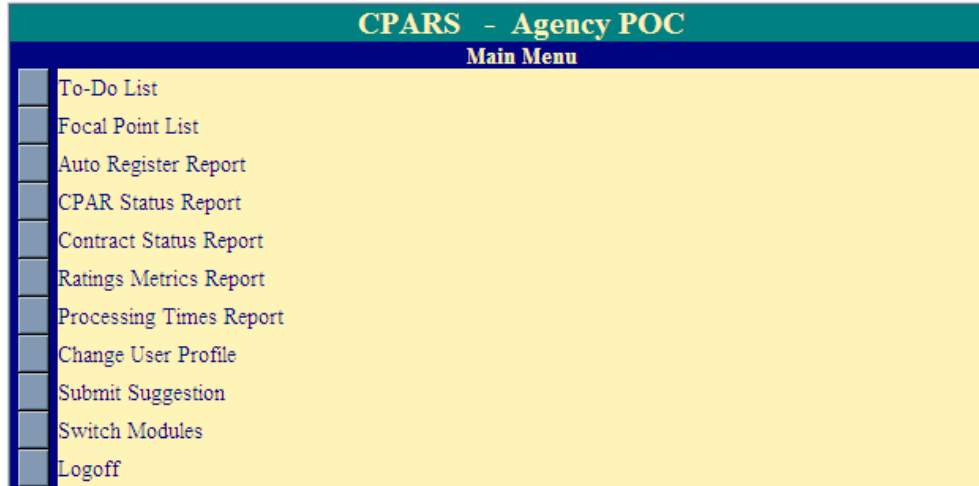 CPARS - Agency POC
Main Menu
To-Do List
Focal Point List
Auto Register Report
CPAR Status Report
Contract Status Report
Ratings Metrics Report
Processing Times Report
Change User Profile
Submit Suggestion
Switch Modules
Logoff